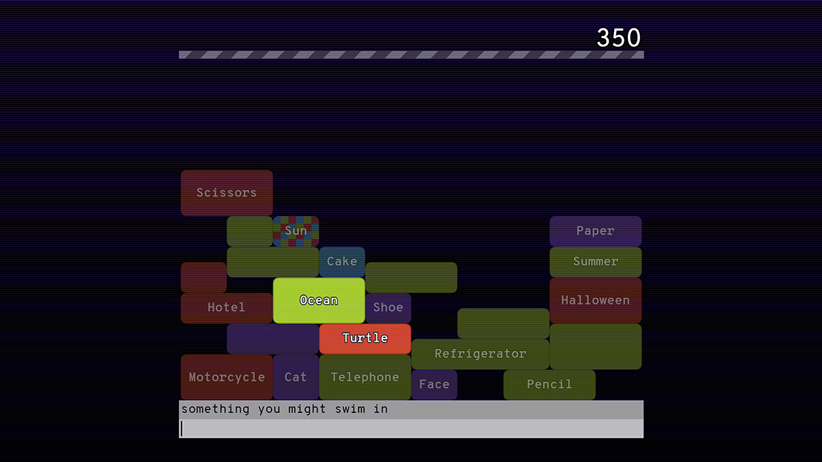 350
Scissors
Sun
Paper
Cake
Summer
Ocean
Halloween
Hotel
Shoe
Turtle
Refrigerator
Motorcycle
Cat
Telephone
Face
Pencil
something you might swim in